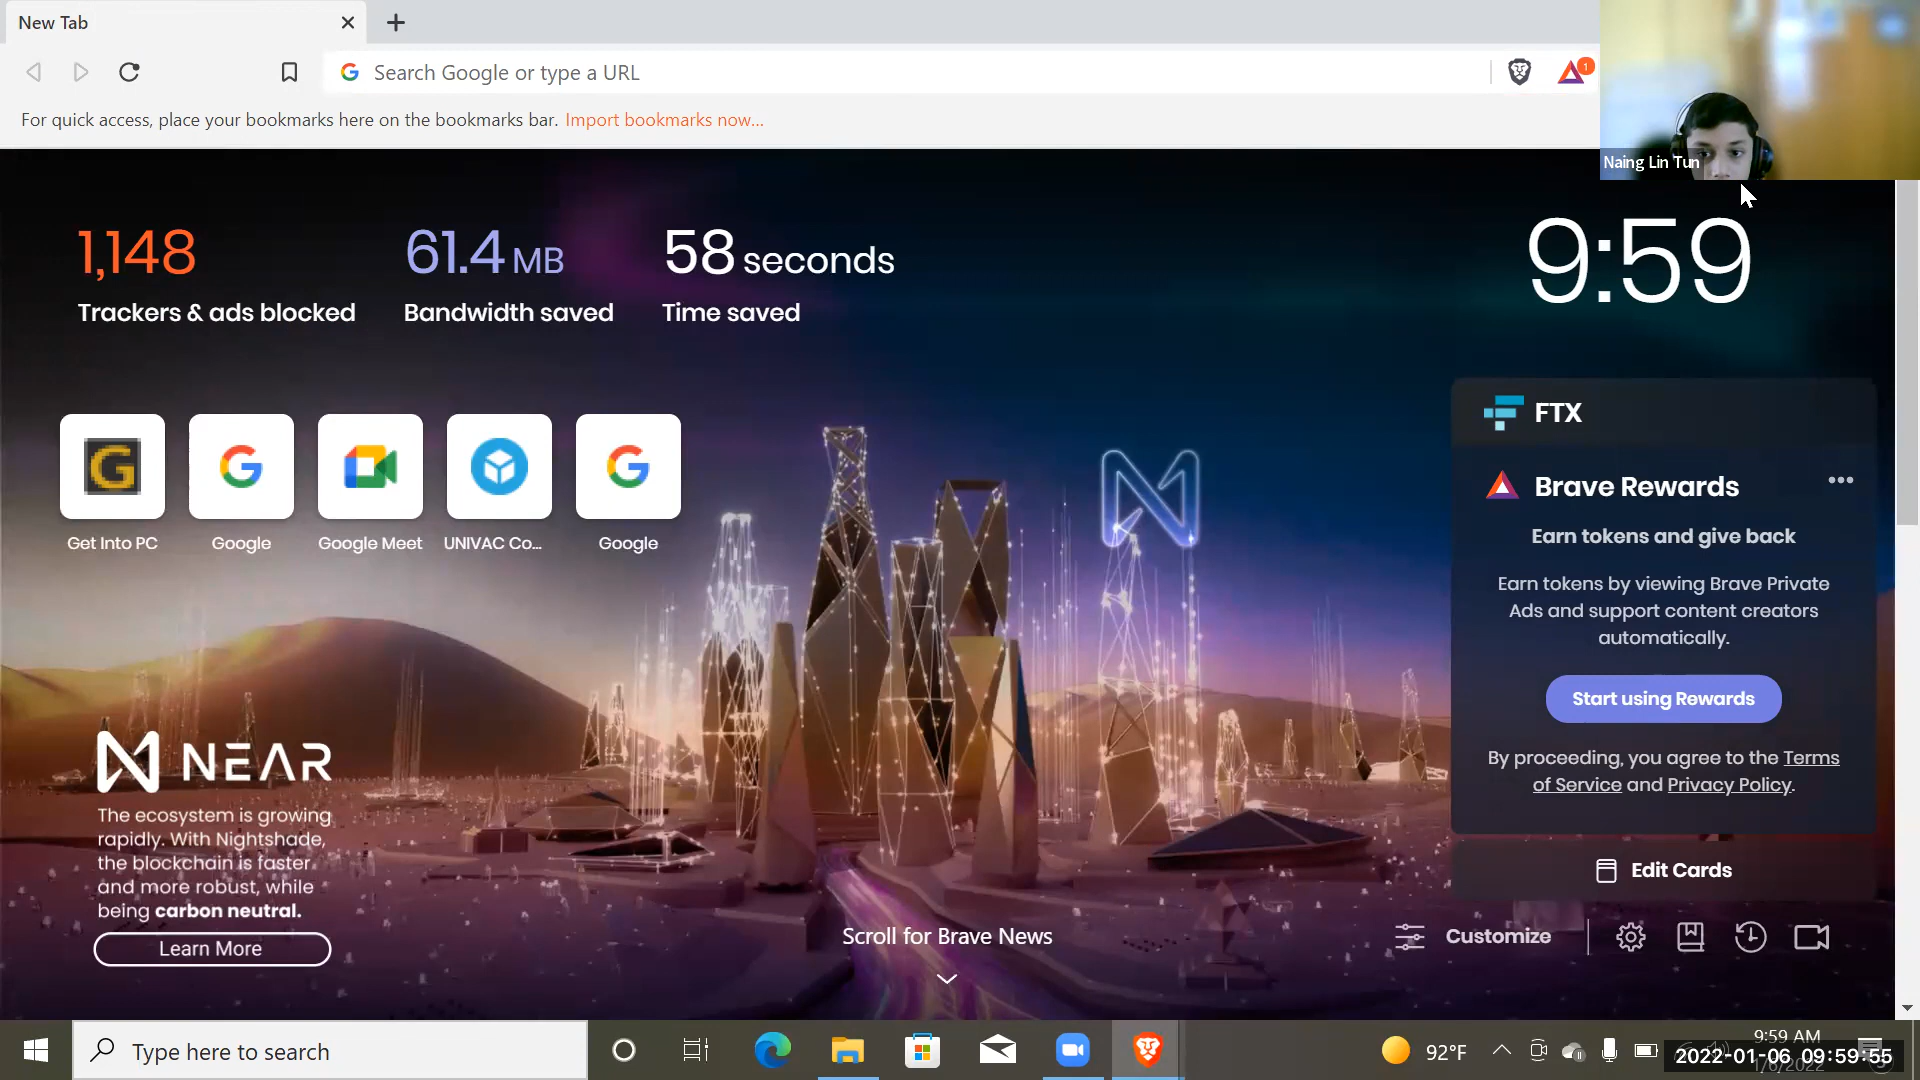 New Tab
Search Google or type a URL
1
For quick access, place your bookmarks here on the bookmarks bar. Import bookmarks now...
Naing Lin Tun
1,148
Trackers & ads blocked
61.4 MB
Bandwidth saved
58 seconds
Time saved
9:59
Get Into PC
Google
Google Meet
UNIVAC Co...
Google
FTX
Brave Rewards
Earn tokens and give back
Earn tokens by viewing Brave Private
Ads and support content creators
automatically.
Start using Rewards
By proceeding, you agree to the Terms
of Service and Privacy Policy.
Edit Cards
NEAR
The ecosystem is growing
rapidly. With Nightshade,
the blockchain is faster
and more robust, while
being carbon neutral.
Learn More
Scroll for Brave News
Customize
Type here to search
92°F
9:59 AM
1/6/2022
2022-01-06 09:59:55